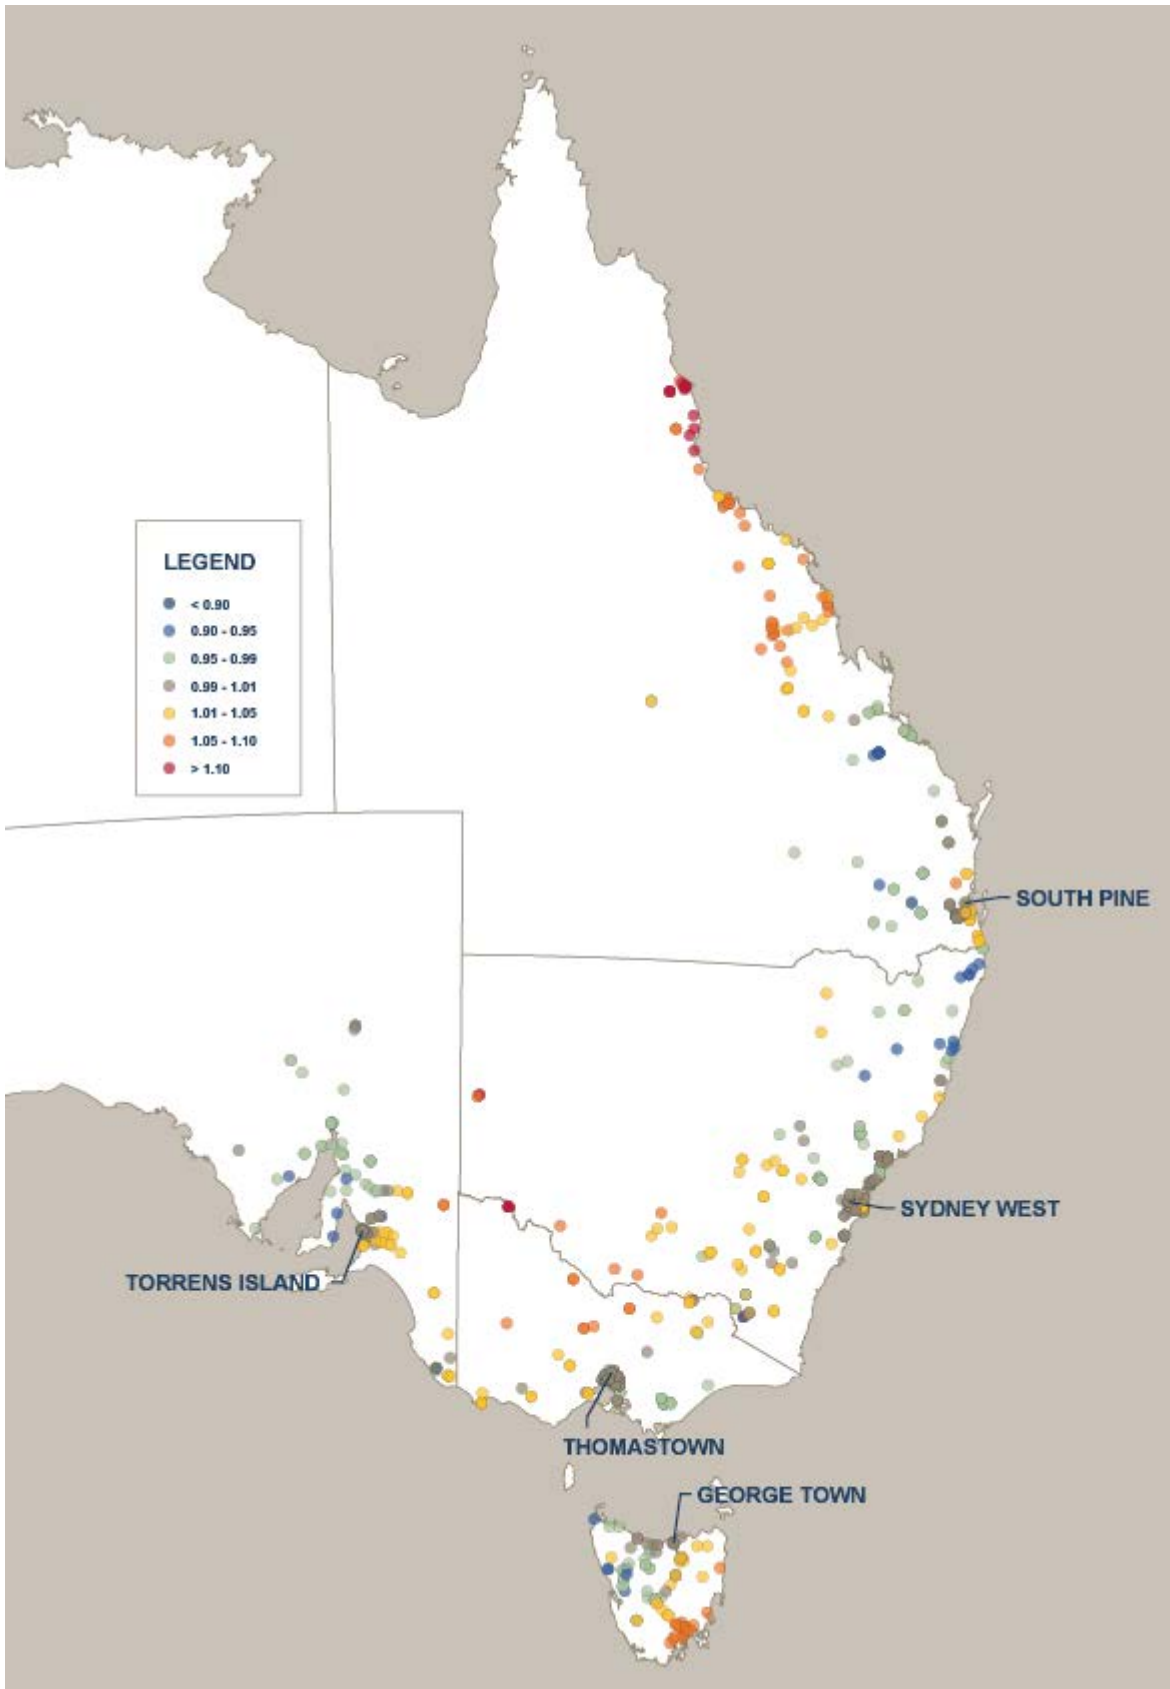 LEGEND
< 0.90
0.90 - 0.95
0.95 - 0.99
0.99 - 1.01
1.01 - 1.05
1.05 - 1.10
> 1.10
SOUTH PINE
SYDNEY WEST
TORRENS ISLAND
THOMASTOWN
GEORGE TOWN